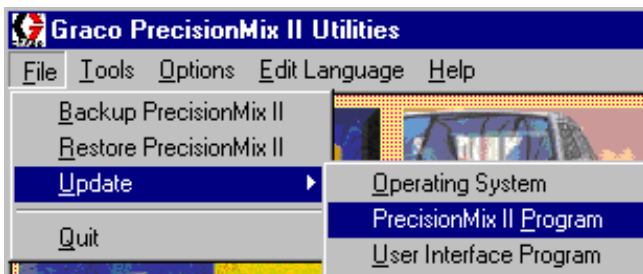 Graco PrecisionMix II Utilities
File Tools Options Edit Language Help
Backup PrecisionMix II
Restore PrecisionMix II
Update
Operating System
PrecisionMix II Program
User Interface Program
Quit